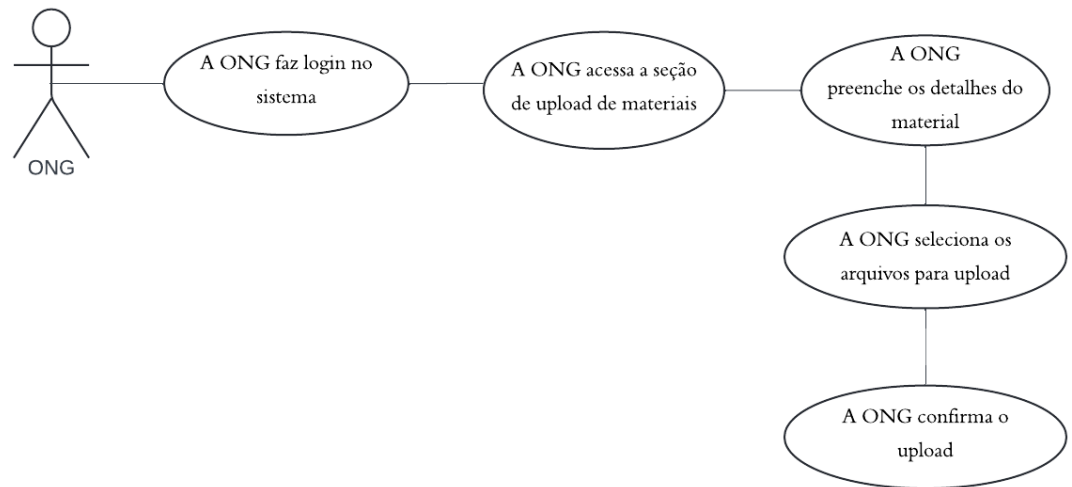 A ONG faz login no
sistema
A ONG acessa a seção
de upload de materiais
A ONG
preenche os detalhes do
material
ONG
A ONG seleciona os
arquivos para upload
A ONG confirma o
upload